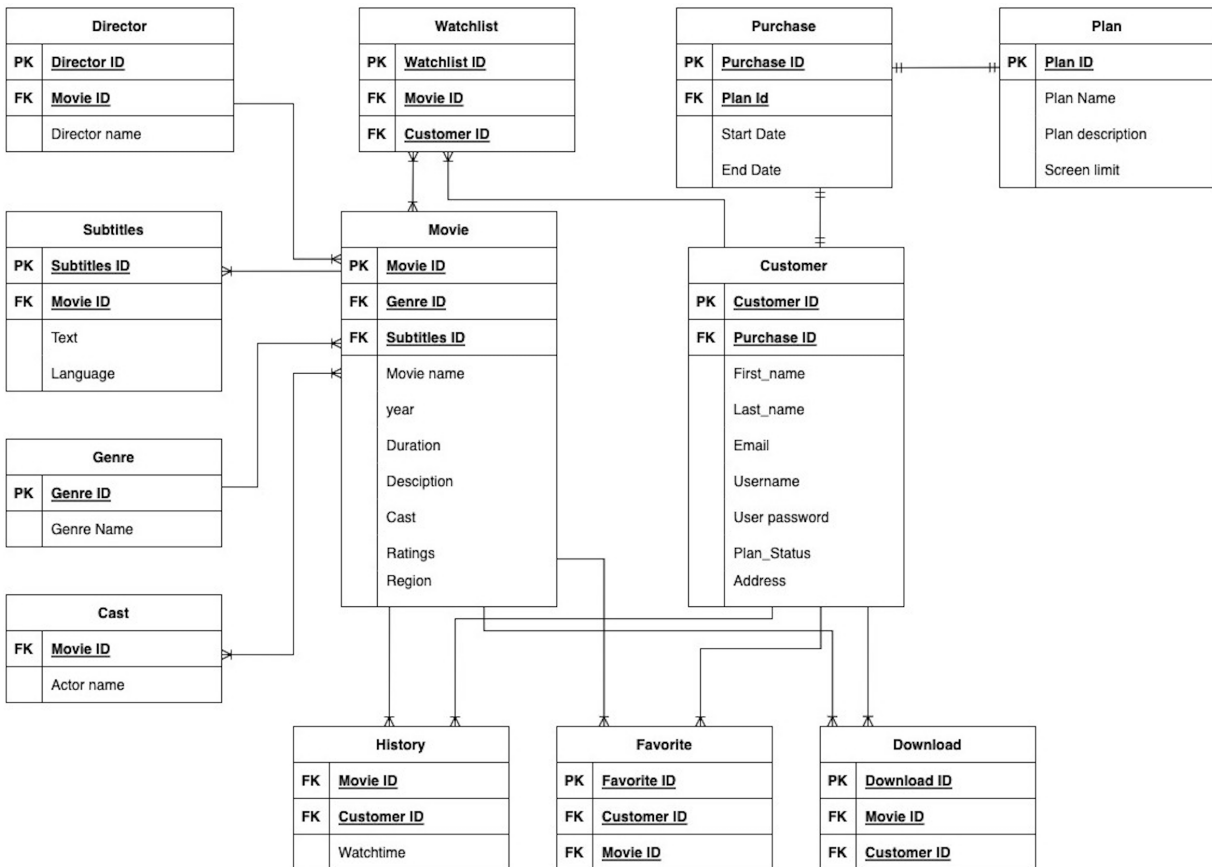 Director
PK Director ID
FK Movie ID
Director name
Watchlist
PK Watchlist ID
FK Movie ID
FK Customer ID
Purchase
PK Purchase ID
FK Plan Id
Start Date
End Date
Plan
PK Plan ID
Plan Name
Plan description
Screen limit
Subtitles
PK Subtitles ID
FK Movie ID
Text
Language
Movie
PK Movie ID
FK Genre ID
FK Subtitles ID
Movie name
year
Duration
Desciption
Cast
Ratings
Region
Customer
PK Customer ID
FK Purchase ID
First_name
Last_name
Email
Username
User password
Plan_Status
Address
Genre
PK Genre ID
Genre Name
Cast
FK Movie ID
Actor name
History
FK Movie ID
FK Customer ID
Watchtime
Favorite
PK Favorite ID
FK Customer ID
FK Movie ID
Download
PK Download ID
FK Movie ID
FK Customer ID